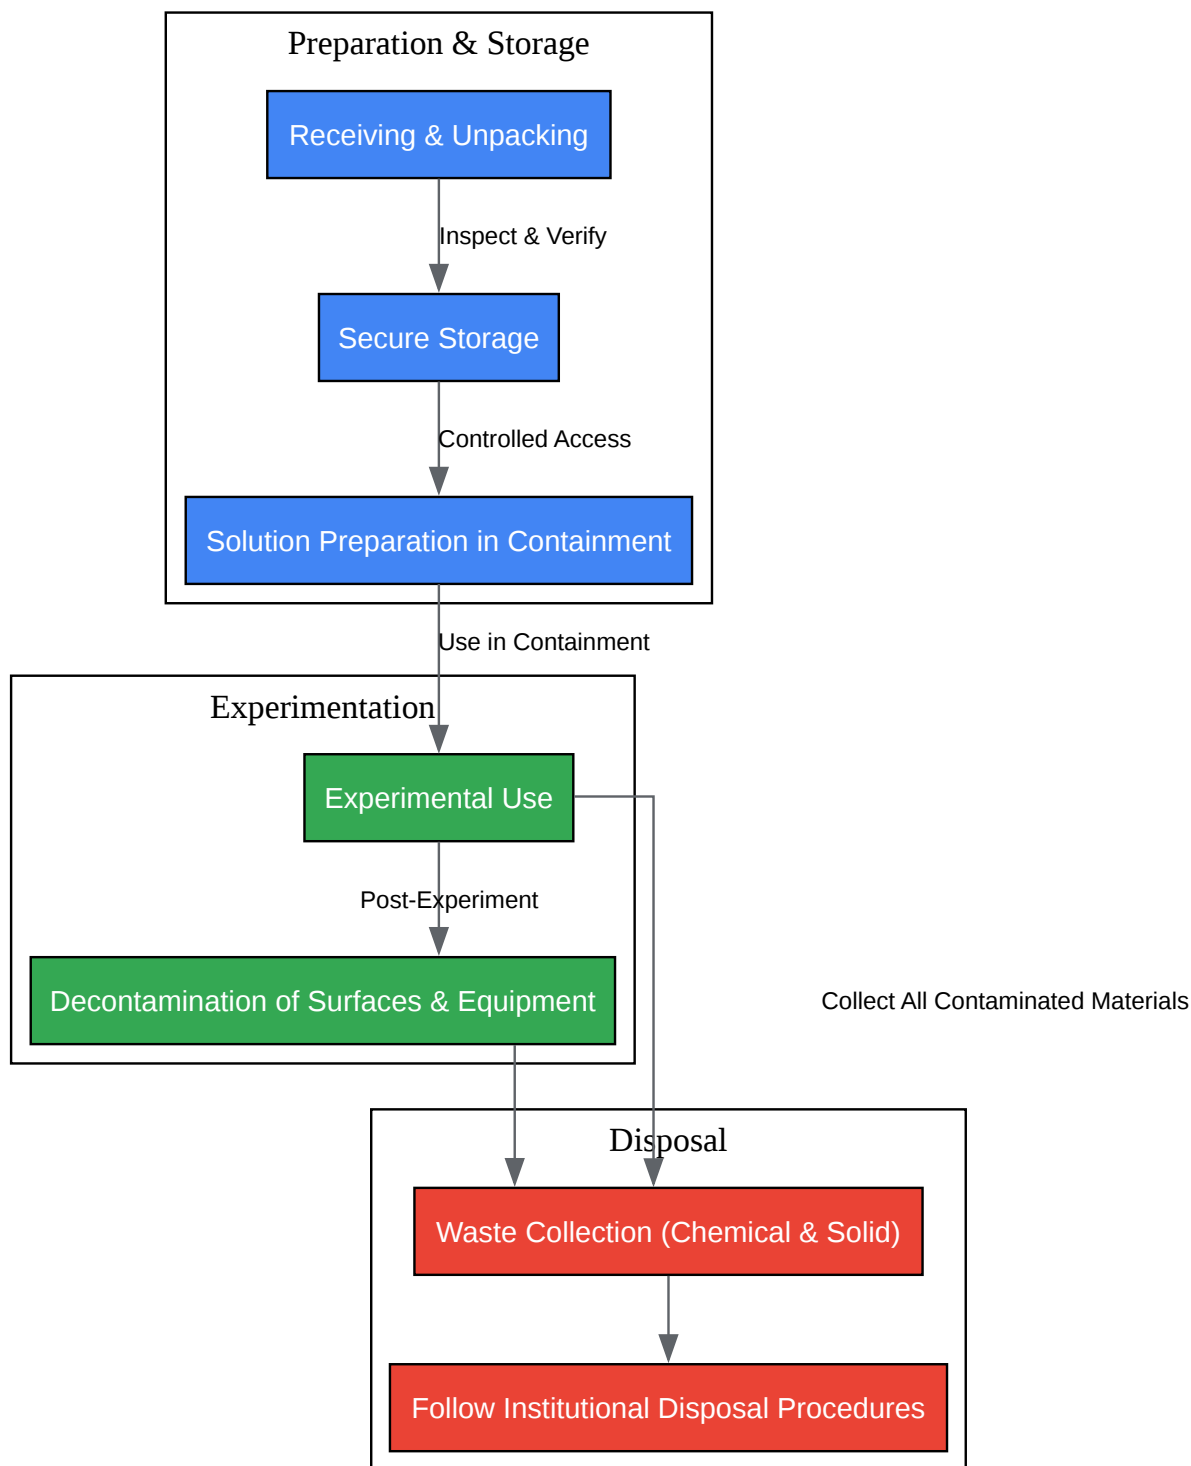 Preparation & Storage
Receiving & Unpacking
Inspect & Verify
Secure Storage
Controlled Access
Solution Preparation in Containment
Use in Containment
Experimentation
Experimental Use
Post-Experiment
Decontamination of Surfaces & Equipment
Collect All Contaminated Materials
Disposal
Waste Collection (Chemical & Solid)
Follow Institutional Disposal Procedures